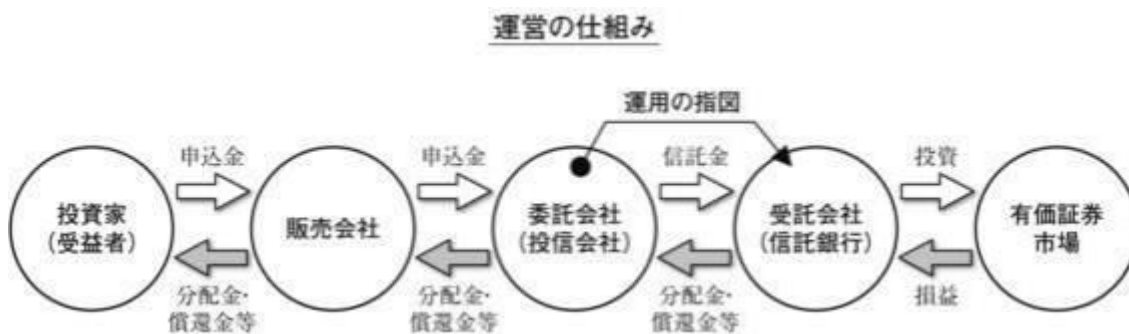 運営の仕組み
運用の指図
申込金
申込金
信託金
投資
投資家
（受益者）
販売会社
委託会社
（投信会社）
受託会社
（信託銀行）
有価証券
市場
分配金・
償還金等
分配金・
償還金等
分配金・
償還金等
損益